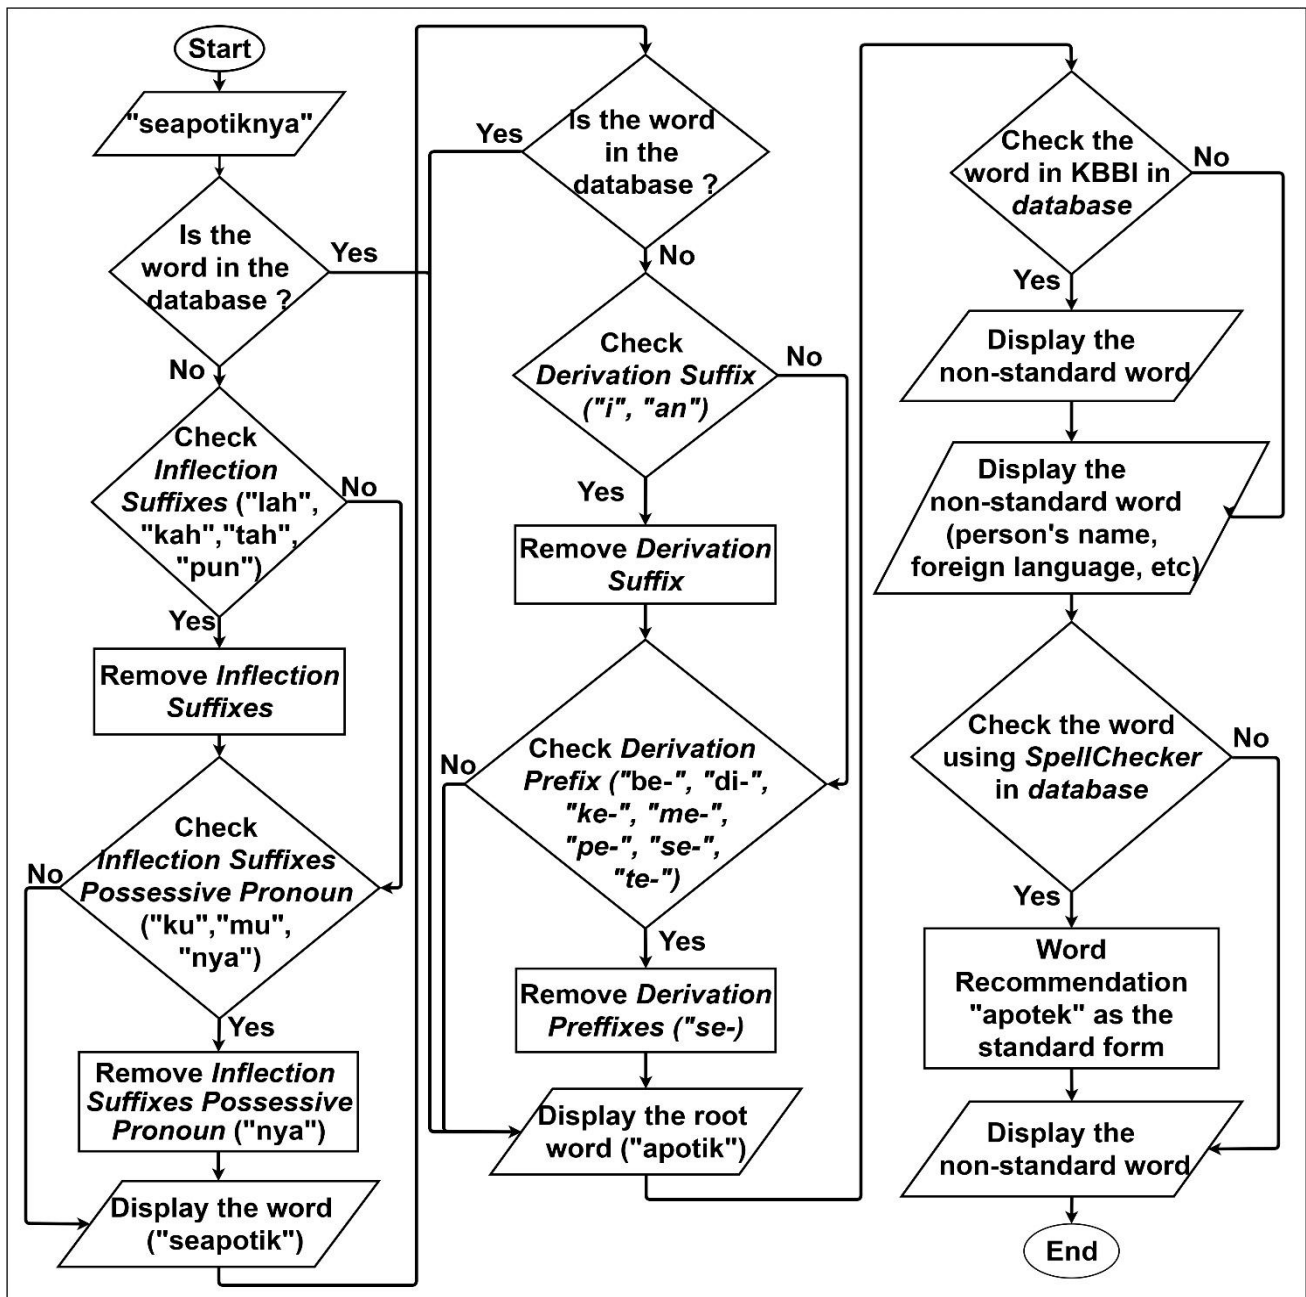 Start
"seapotiknya"
Is the
word in the
database ?
Yes
No
Check
Inflection
Suffixes ("lah",
"kah","tah",
"pun")
No
Yes
Remove Inflection
Suffixes
Check
Inflection Suffixes
Possessive Pronoun
("ku","mu",
"nya")
No
Yes
Remove Inflection
Suffixes Possessive
Pronoun ("nya")
Display the word
("seapotik")
Is the word
in the
database ?
Yes
No
Check
Derivation Suffix
("i", "an")
No
Yes
Remove Derivation
Suffix
Check Derivation
Prefix ("be-", "di-",
"ke-", "me-",
"pe-", "se-",
"te-")
No
Yes
Remove Derivation
Preffixes ("se-)
Display the root
word ("apotik")
Check the
word in KBBI in
database
No
Yes
Display the
non-standard word
Display the
non-standard word
(person's name,
foreign language, etc)
Check the word
using SpellChecker
in database
No
Yes
Word
Recommendation
"apotek" as the
standard form
Display the
non-standard word
End